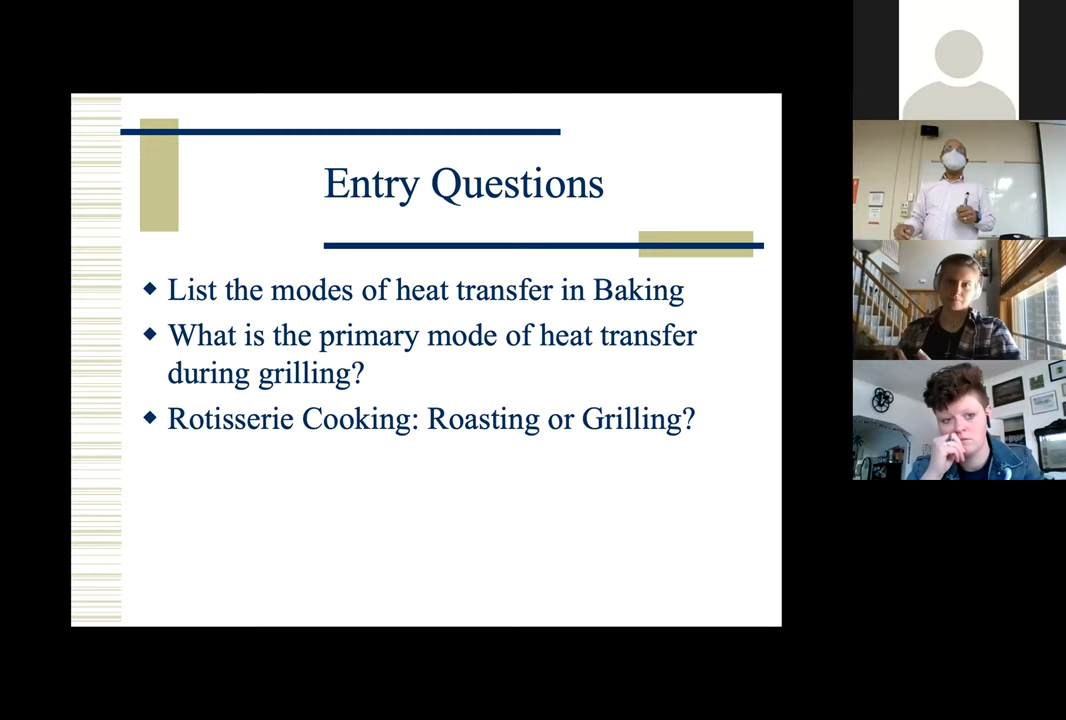 Entry Questions
List the modes of heat transfer in Baking
What is the primary mode of heat transfer
during grilling?
Rotisserie Cooking: Roasting or Grilling?